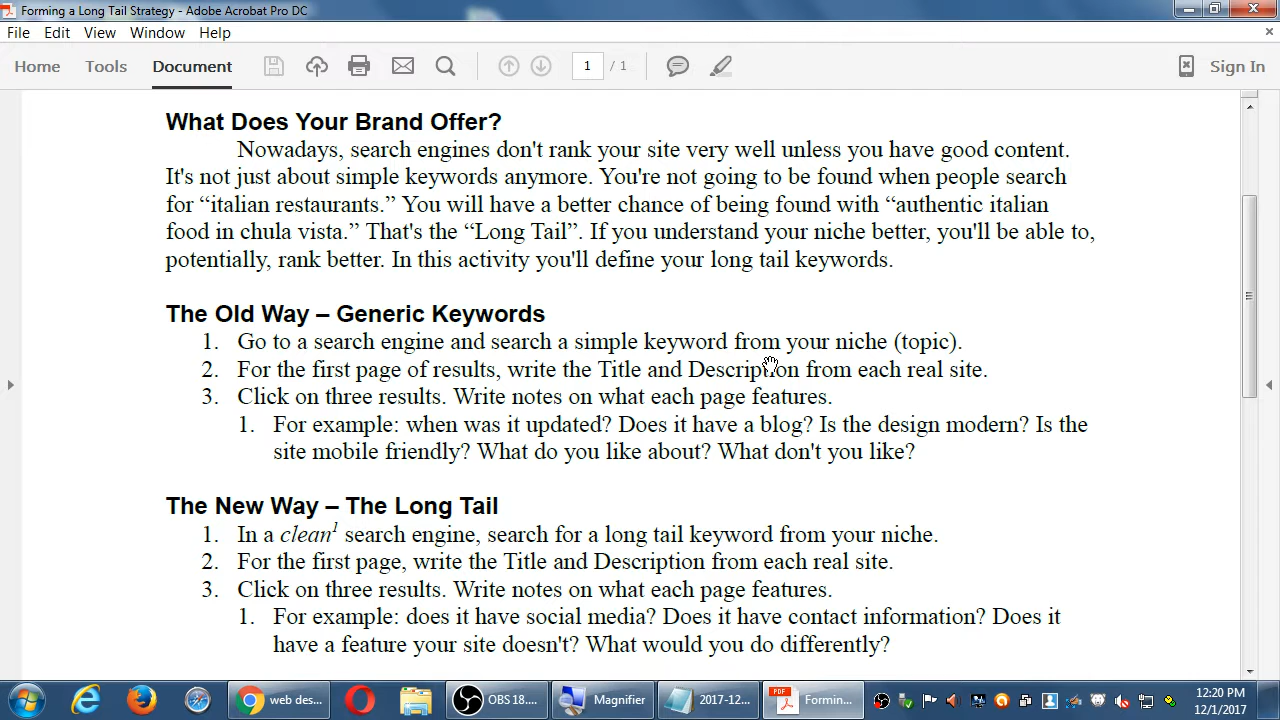 Forming a Long Tail Strategy - Adobe Acrobat Pro DC
File Edit View Window Help
Home Tools Document 1 / 1 Sign In
What Does Your Brand Offer?
Nowadays, search engines don't rank your site very well unless you have good content.
It's not just about simple keywords anymore. You're not going to be found when people search
for “italian restaurants.” You will have a better chance of being found with “authentic italian
food in chula vista.” That's the “Long Tail”. If you understand your niche better, you'll be able to,
potentially, rank better. In this activity you'll define your long tail keywords.
The Old Way – Generic Keywords
1. Go to a search engine and search a simple keyword from your niche (topic).
2. For the first page of results, write the Title and Description from each real site.
3. Click on three results. Write notes on what each page features.
1. For example: when was it updated? Does it have a blog? Is the design modern? Is the
site mobile friendly? What do you like about? What don't you like?
The New Way – The Long Tail
1. In a clean1 search engine, search for a long tail keyword from your niche.
2. For the first page, write the Title and Description from each real site.
3. Click on three results. Write notes on what each page features.
1. For example: does it have social media? Does it have contact information? Does it
have a feature your site doesn't? What would you do differently?
web des... OBS 18.... Magnifier 2017-12... PDF Formin... 12:20 PM
12/1/2017